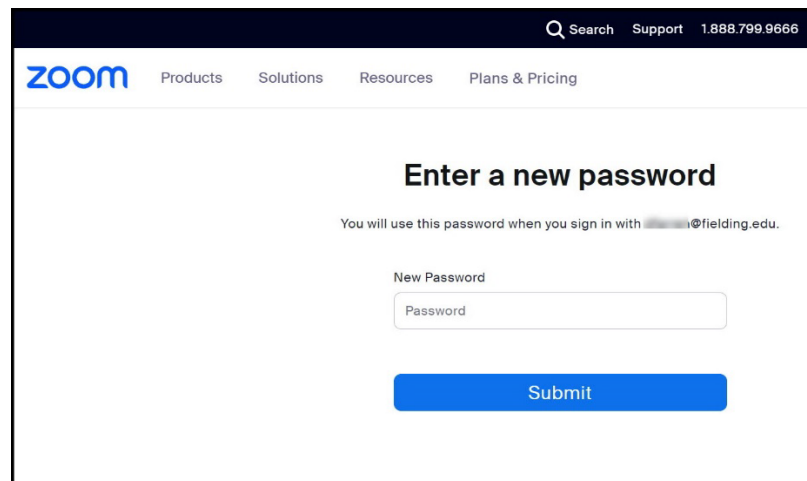 Search Support 1.888.799.9666
zoom Products Solutions Resources Plans & Pricing
Enter a new password
You will use this password when you sign in with @fielding.edu.
New Password
Password
Submit